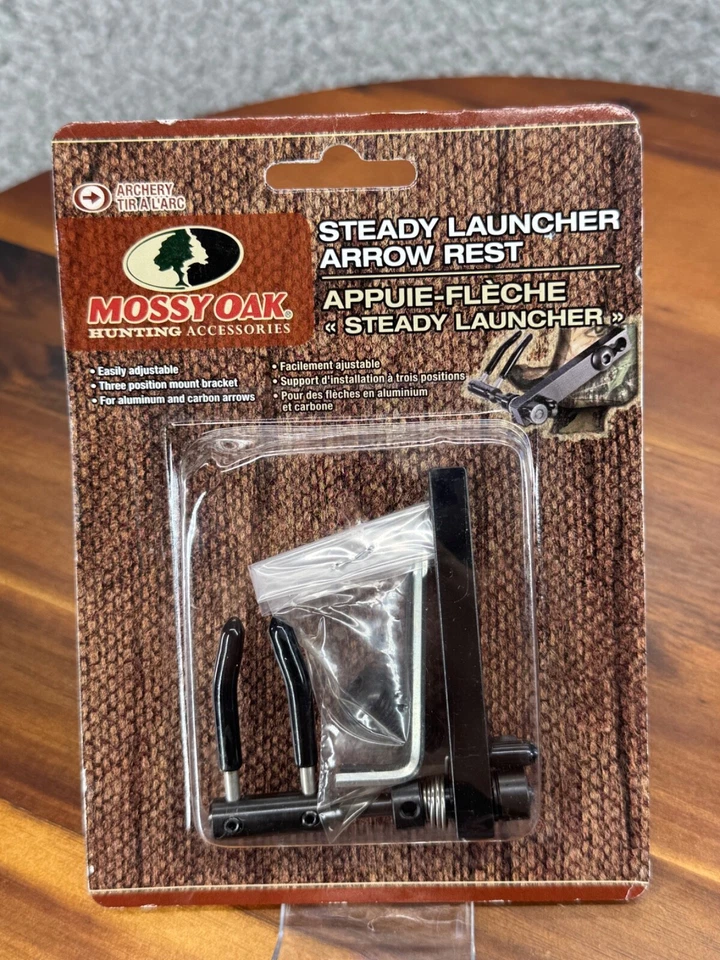 ARCHERY
TIR A L'ARC
STEADY LAUNCHER
ARROW REST
APPUIE-FLÈCHE
« STEADY LAUNCHER »
MOSSY OAK®
HUNTING ACCESSORIES
• Easily adjustable
• Three position mount bracket
• For aluminum and carbon arrows
• Facilement ajustable
• Support d'installation à trois positions
• Pour des flèches en aluminium
et carbone